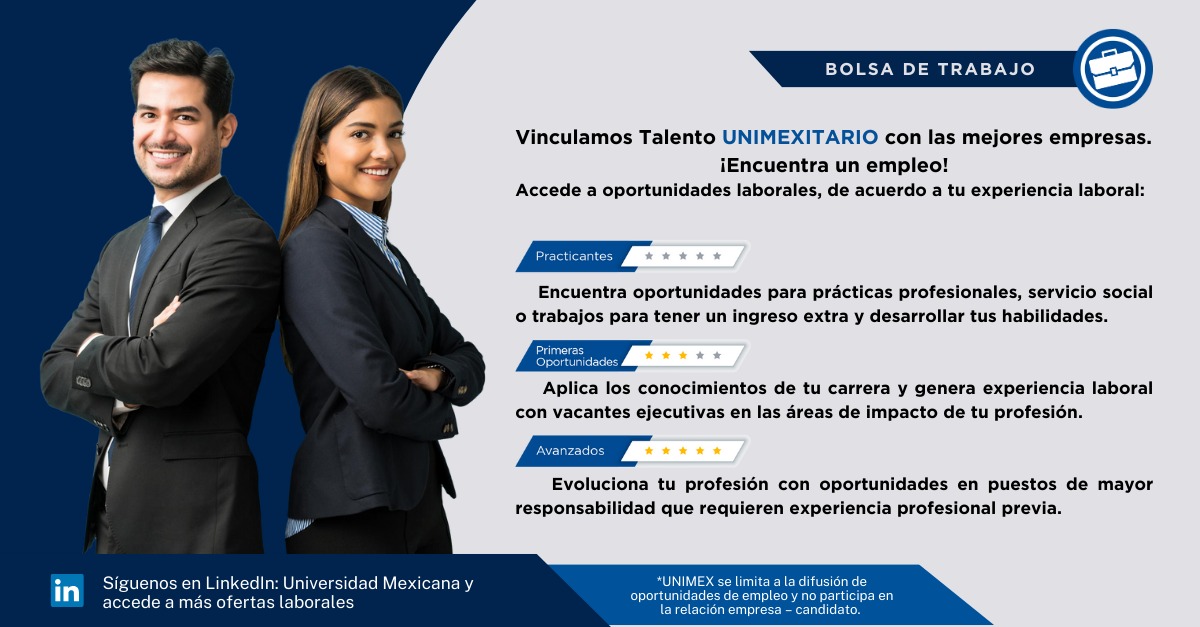 BOLSA DE TRABAJO
Vinculamos Talento UNIMEXITARIO con las mejores empresas.
¡Encuentra un empleo!
Accede a oportunidades laborales, de acuerdo a tu experiencia laboral:
Practicantes
Encuentra oportunidades para prácticas profesionales, servicio social
o trabajos para tener un ingreso extra y desarrollar tus habilidades.
Primeras
Oportunidades
Aplica los conocimientos de tu carrera y genera experiencia laboral
con vacantes ejecutivas en las áreas de impacto de tu profesión.
Avanzados
Evoluciona tu profesión con oportunidades en puestos de mayor
responsabilidad que requieren experiencia profesional previa.
in
Síguenos en LinkedIn: Universidad Mexicana y
accede a más ofertas laborales
*UNIMEX se limita a la difusión de
oportunidades de empleo y no participa en
la relación empresa – candidato.